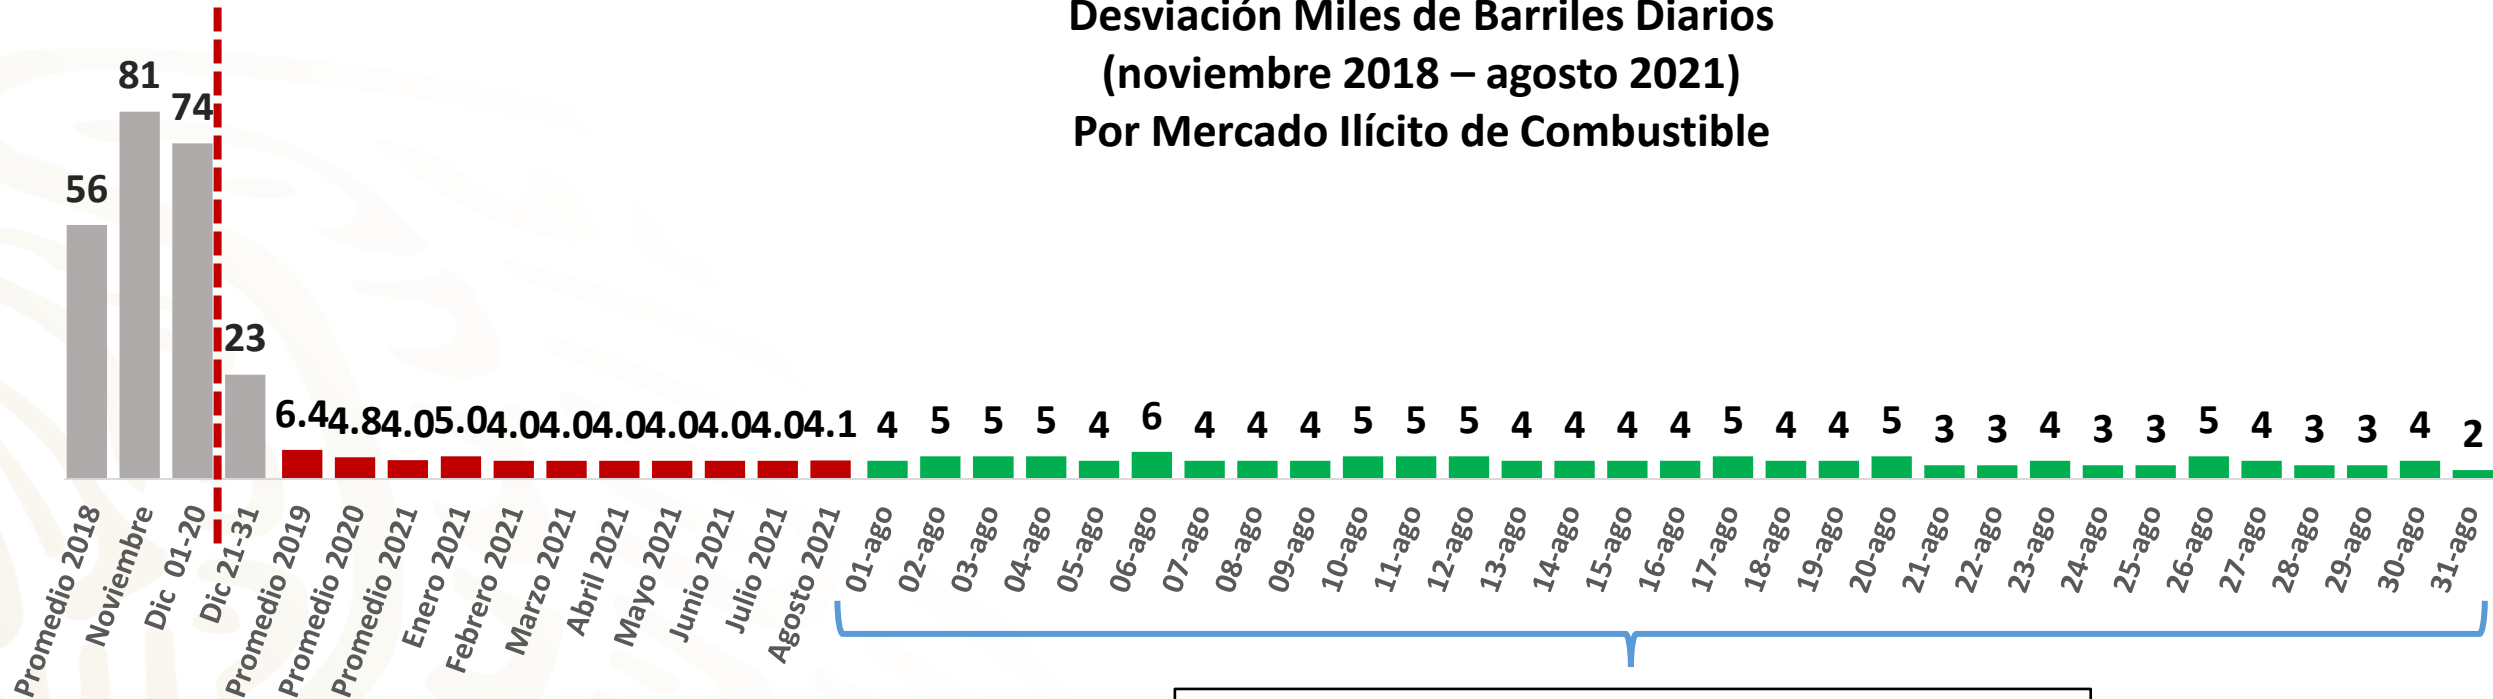 Desviación Miles de Barriles Diarios
(noviembre 2018 – agosto 2021)
Por Mercado Ilícito de Combustible
56 81 74 23 6.4 4.8 4.0 5.0 4.0 4.0 4.0 4.0 4.0 4.0 4.1 4 5 5 5 4 6 4 4 4 5 5 5 4 4 4 4 5 4 4 5 3 3 4 3 3 5 4 3 3 4 2
Promedio 2018
Noviembre
Dic 01-20
Dic 21-31
Promedio 2019
Promedio 2020
Promedio 2021
Enero 2021
Febrero 2021
Marzo 2021
Abril 2021
Mayo 2021
Junio 2021
Julio 2021
Agosto 2021
01-ago
02-ago
03-ago
04-ago
05-ago
06-ago
07-ago
08-ago
09-ago
10-ago
11-ago
12-ago
13-ago
14-ago
15-ago
16-ago
17-ago
18-ago
19-ago
20-ago
21-ago
22-ago
23-ago
24-ago
25-ago
26-ago
27-ago
28-ago
29-ago
30-ago
31-ago